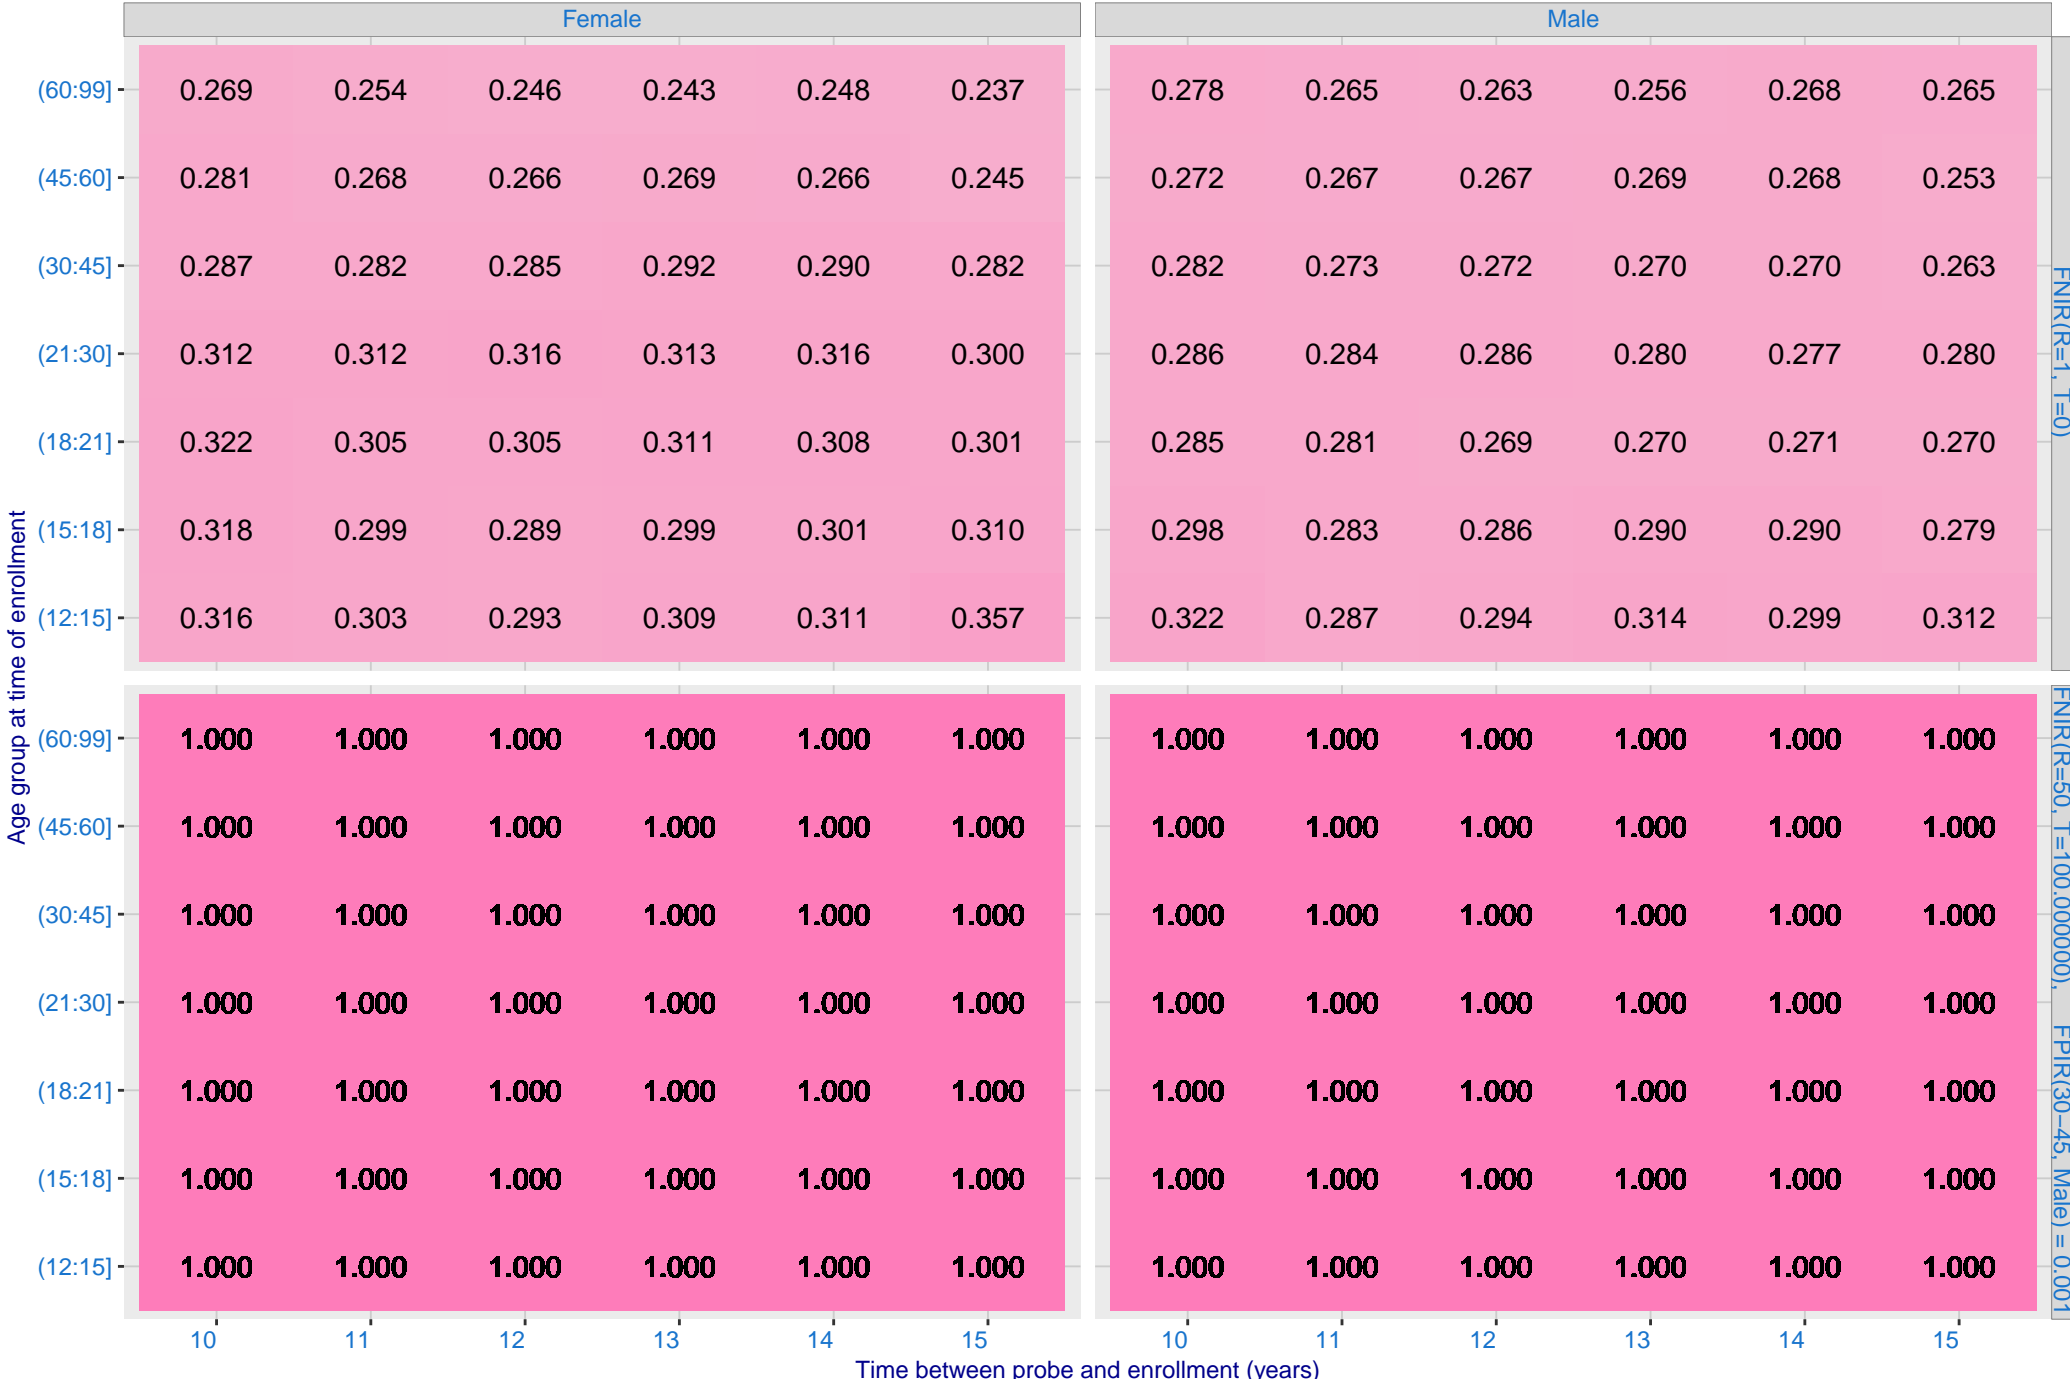 Female Male
(60:99] 0.269 0.254 0.246 0.243 0.248 0.237 0.278 0.265 0.263 0.256 0.268 0.265
(45:60] 0.281 0.268 0.266 0.269 0.266 0.245 0.272 0.267 0.267 0.269 0.268 0.253
(30:45] 0.287 0.282 0.285 0.292 0.290 0.282 0.282 0.273 0.272 0.270 0.270 0.263
(21:30] 0.312 0.312 0.316 0.313 0.316 0.300 0.286 0.284 0.286 0.280 0.277 0.280
(18:21] 0.322 0.305 0.305 0.311 0.308 0.301 0.285 0.281 0.269 0.270 0.271 0.270
(15:18] 0.318 0.299 0.289 0.299 0.301 0.310 0.298 0.283 0.286 0.290 0.290 0.279
(12:15] 0.316 0.303 0.293 0.309 0.311 0.357 0.322 0.287 0.294 0.314 0.299 0.312
FNIR(R=1, T=0)
Age group at time of enrollment
(60:99] 1.000 1.000 1.000 1.000 1.000 1.000 1.000 1.000 1.000 1.000 1.000 1.000
(45:60] 1.000 1.000 1.000 1.000 1.000 1.000 1.000 1.000 1.000 1.000 1.000 1.000
(30:45] 1.000 1.000 1.000 1.000 1.000 1.000 1.000 1.000 1.000 1.000 1.000 1.000
(21:30] 1.000 1.000 1.000 1.000 1.000 1.000 1.000 1.000 1.000 1.000 1.000 1.000
(18:21] 1.000 1.000 1.000 1.000 1.000 1.000 1.000 1.000 1.000 1.000 1.000 1.000
(15:18] 1.000 1.000 1.000 1.000 1.000 1.000 1.000 1.000 1.000 1.000 1.000 1.000
(12:15] 1.000 1.000 1.000 1.000 1.000 1.000 1.000 1.000 1.000 1.000 1.000 1.000
FNIR(R=50, T=100.000000), FPIR(30−45, Male) = 0.001
10 11 12 13 14 15 10 11 12 13 14 15
Time between probe and enrollment (years)